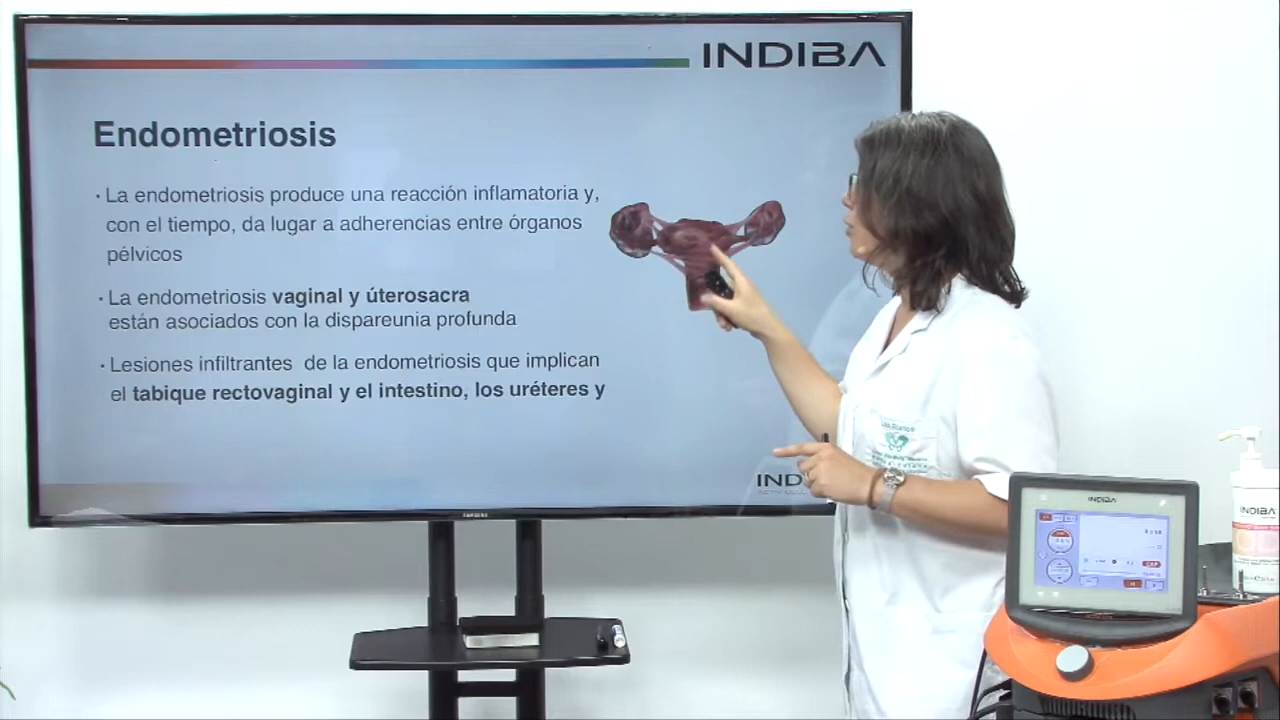 INDIBA
Endometriosis
· La endometriosis produce una reacción inflamatoria y,
con el tiempo, da lugar a adherencias entre órganos
pélvicos
· La endometriosis vaginal y úterosacra
están asociados con la dispareunia profunda
· Lesiones infiltrantes de la endometriosis que implican
el tabique rectovaginal y el intestino, los uréteres y
IND
SAMSUNG
INDIBA
INDIBA